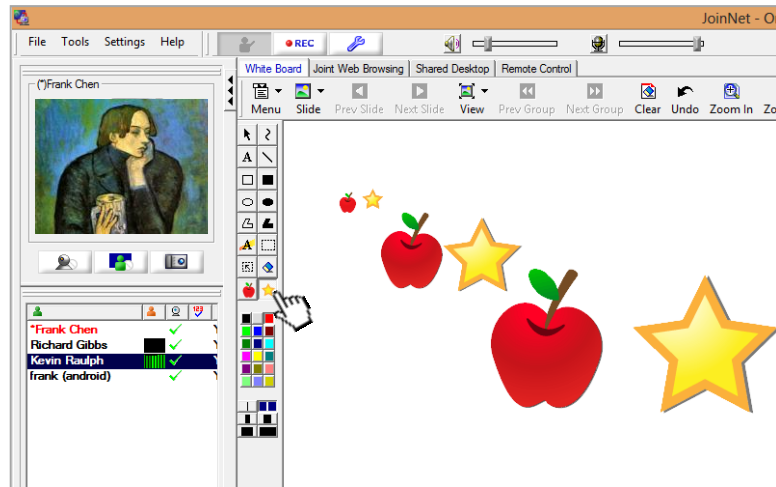 JoinNet - O
File Tools Settings Help
REC
White Board Joint Web Browsing Shared Desktop Remote Control
(*)Frank Chen
Menu Slide Prev Slide Next Slide View Prev Group Next Group Clear Undo Zoom In Zo
A
A
123
*Frank Chen
Richard Gibbs
Kevin Raulph
frank (android)